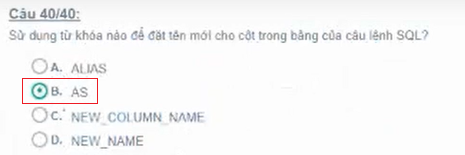 Câu 40/40:
Sử dụng từ khóa nào để đặt tên mới cho cột trong bảng của câu lệnh SQL?
A. ALIAS
B. AS
C. NEW_COLUMN_NAME
D. NEW_NAME